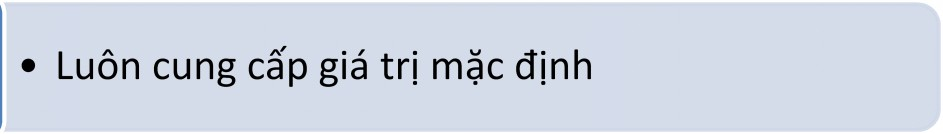 • Luôn cung cấp giá trị mặc định